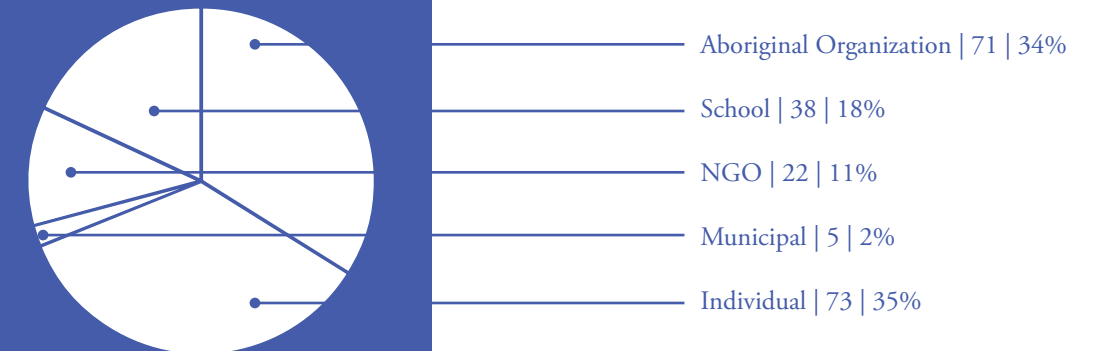 Aboriginal Organization | 71 | 34%
School | 38 | 18%
NGO | 22 | 11%
Municipal | 5 | 2%
Individual | 73 | 35%